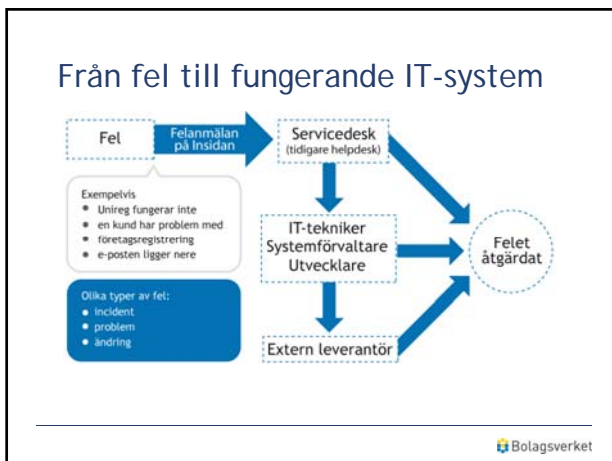 Från fel till fungerande IT-system
Fel
Felanmälan
på Insidan
Servicedesk
(tidigare helpdesk)
Exempelvis
Unireg fungerar inte
en kund har problem med
företagsregistrering
e-posten ligger nere
Olika typer av fel:
incident
problem
ändring
IT-tekniker
Systemförvaltare
Utvecklare
Extern leverantör
Felet
åtgärdat
Bolagsverket